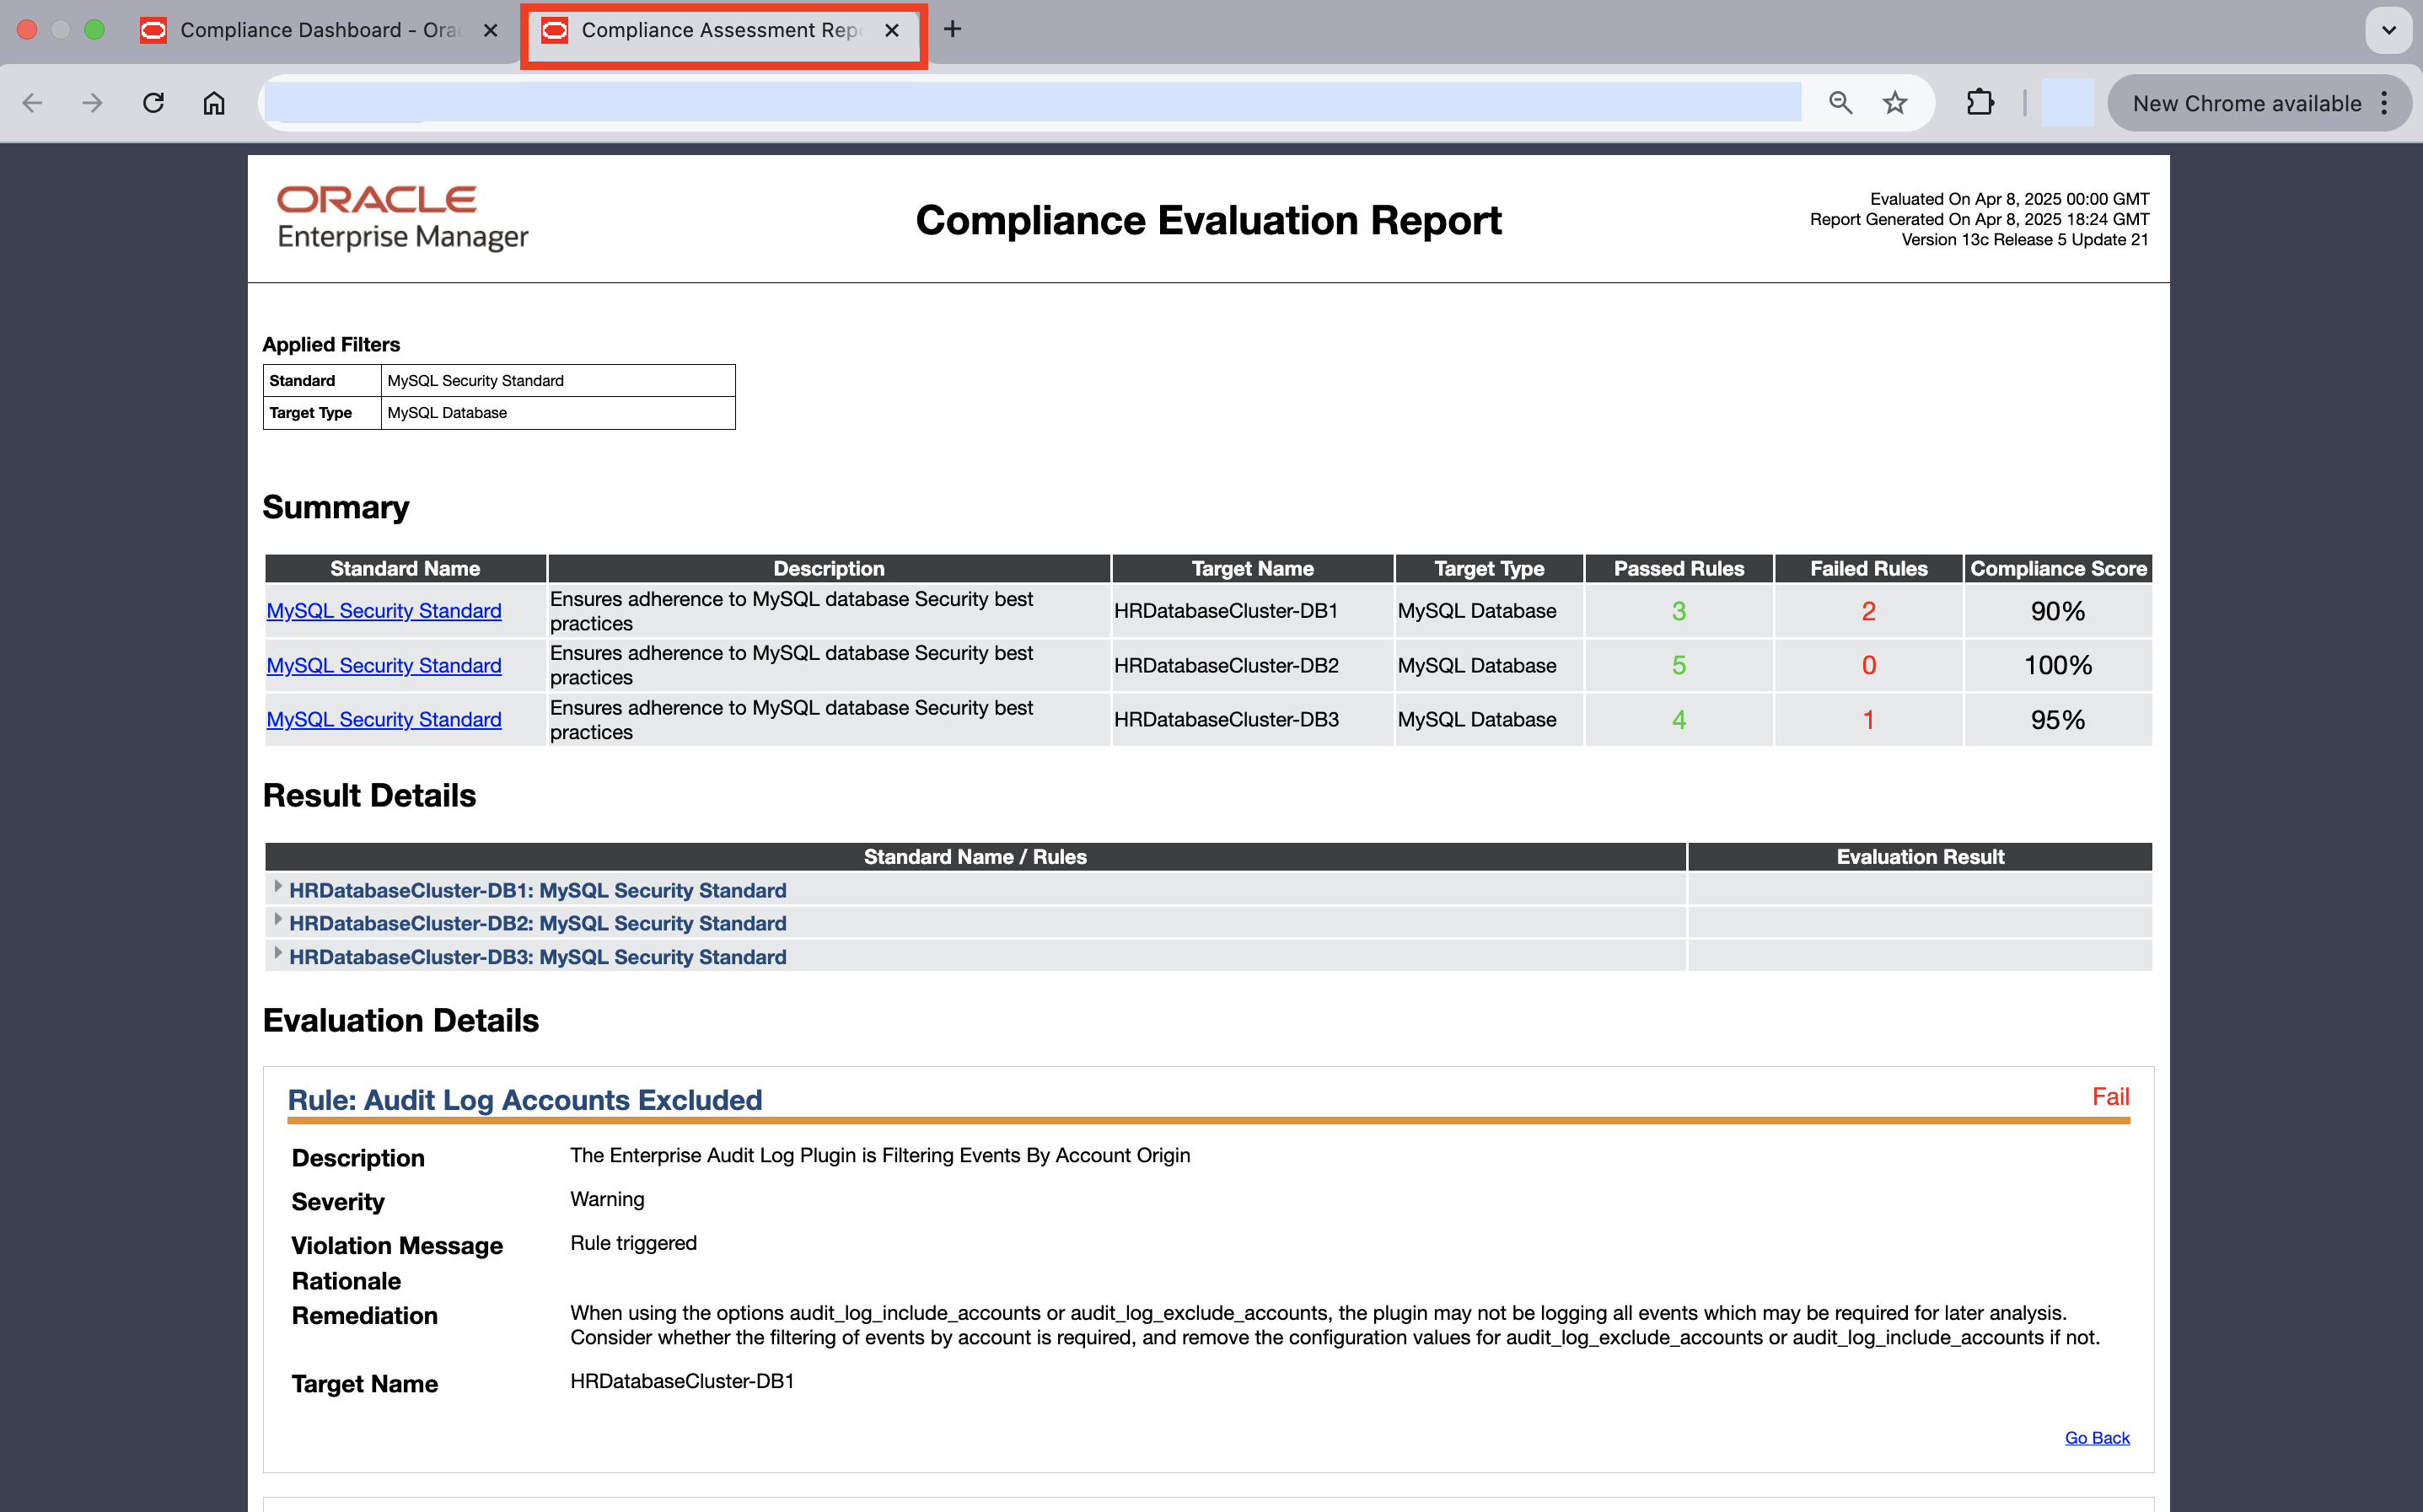 Compliance Dashboard - Ora
Compliance Assessment Repo
New Chrome available
ORACLE
Enterprise Manager
Compliance Evaluation Report
Evaluated On Apr 8, 2025 00:00 GMT
Report Generated On Apr 8, 2025 18:24 GMT
Version 13c Release 5 Update 21
Applied Filters
Standard MySQL Security Standard
Target Type MySQL Database
Summary
Standard Name Description Target Name Target Type Passed Rules Failed Rules Compliance Score
MySQL Security Standard Ensures adherence to MySQL database Security best
practices HRDatabaseCluster-DB1 MySQL Database 3 2 90%
MySQL Security Standard Ensures adherence to MySQL database Security best
practices HRDatabaseCluster-DB2 MySQL Database 5 0 100%
MySQL Security Standard Ensures adherence to MySQL database Security best
practices HRDatabaseCluster-DB3 MySQL Database 4 1 95%
Result Details
Standard Name / Rules Evaluation Result
HRDatabaseCluster-DB1: MySQL Security Standard
HRDatabaseCluster-DB2: MySQL Security Standard
HRDatabaseCluster-DB3: MySQL Security Standard
Evaluation Details
Rule: Audit Log Accounts Excluded Fail
Description The Enterprise Audit Log Plugin is Filtering Events By Account Origin
Severity Warning
Violation Message Rule triggered
Rationale
Remediation When using the options audit_log_include_accounts or audit_log_exclude_accounts, the plugin may not be logging all events which may be required for later analysis.
Consider whether the filtering of events by account is required, and remove the configuration values for audit_log_exclude_accounts or audit_log_include_accounts if not.
Target Name HRDatabaseCluster-DB1
Go Back